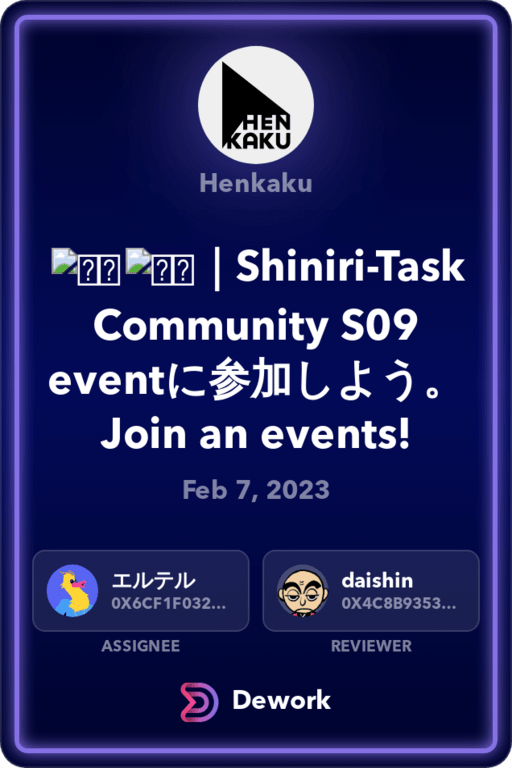 HEN
KAKU
Henkaku
| Shiniri-Task
Community S09
eventに参加しよう。
Join an events!
Feb 7, 2023
エルテル
0X6CF1F032...
ASSIGNEE
daishin
0X4C8B9353...
REVIEWER
Dework